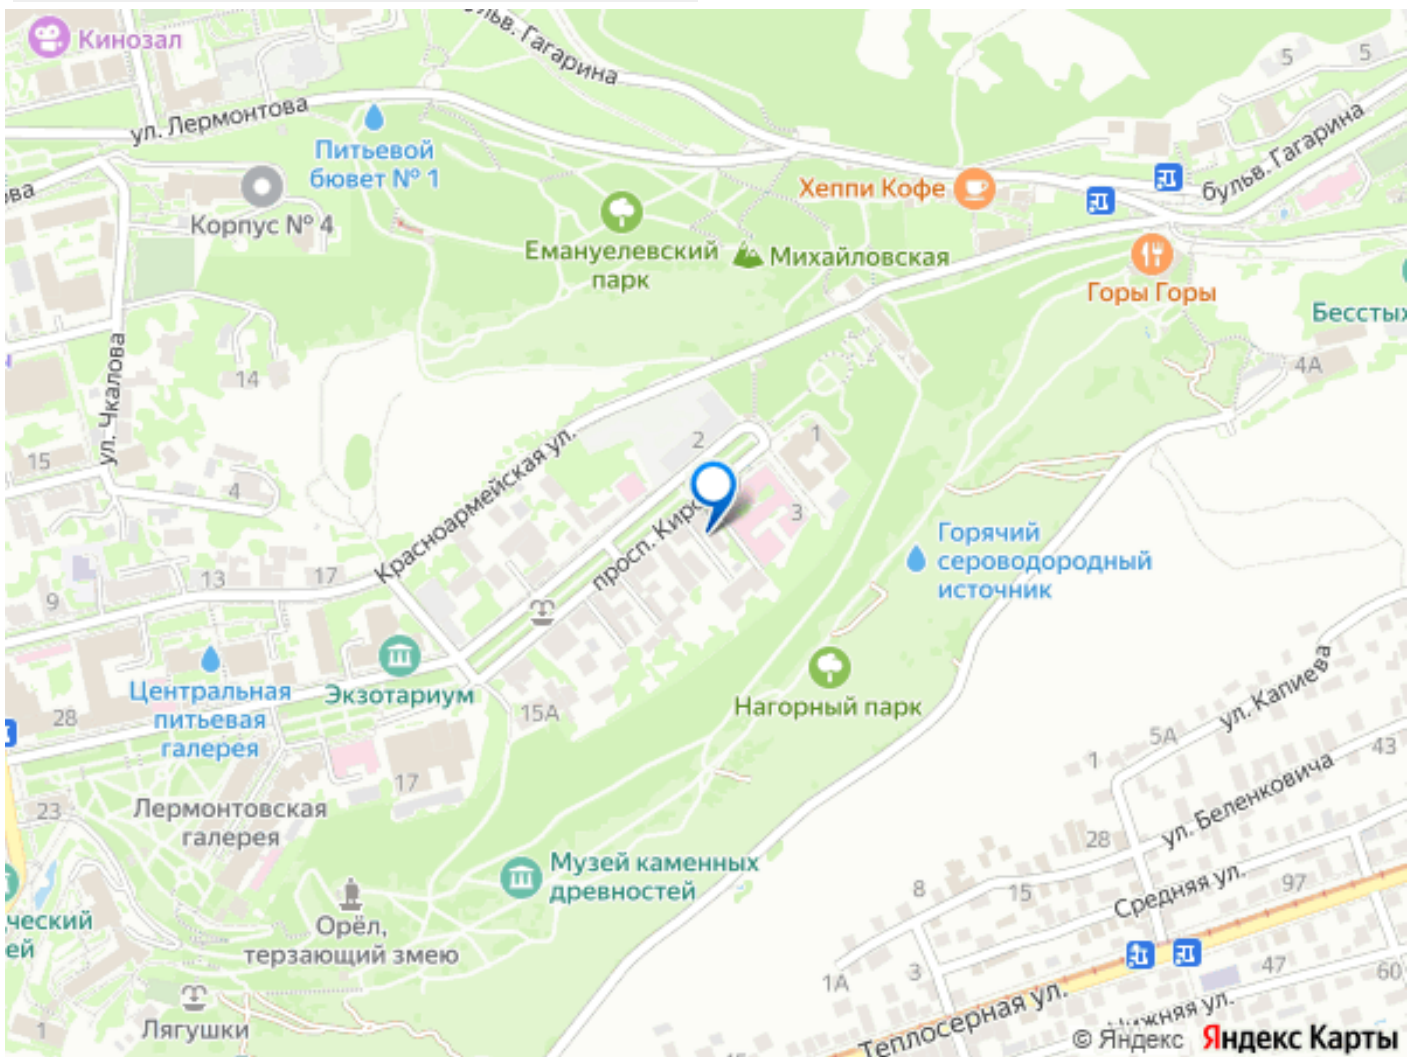 Кинозал
бульв. Гагарина
ул. Лермонтова
Питьевой
бювет № 1
5
5
бульв. Гагарина
Хеппи Кофе
Корпус № 4
Емануелевский
парк
Михайловская
Горы Горы
4А
14
ул. Чкалова
15
4
Красноармейская ул.
2
1
3
просп.
Горячий
сероводородный
источник
13
17
9
Экзотариум
Центральная
питьевая
галерея
28
15А
Нагорный парк
ул. Капиева
5А
1
43
ул. Беленковича
17
23
Лермонтовская
галерея
28
Музей каменных
древностей
8
15
Средняя ул.
97
Орёл,
терзающий змею
1А
3
47
60
Теплосерная ул.
Нижняя ул.
Лягушки
1
© Яндекс Яндекс Карты